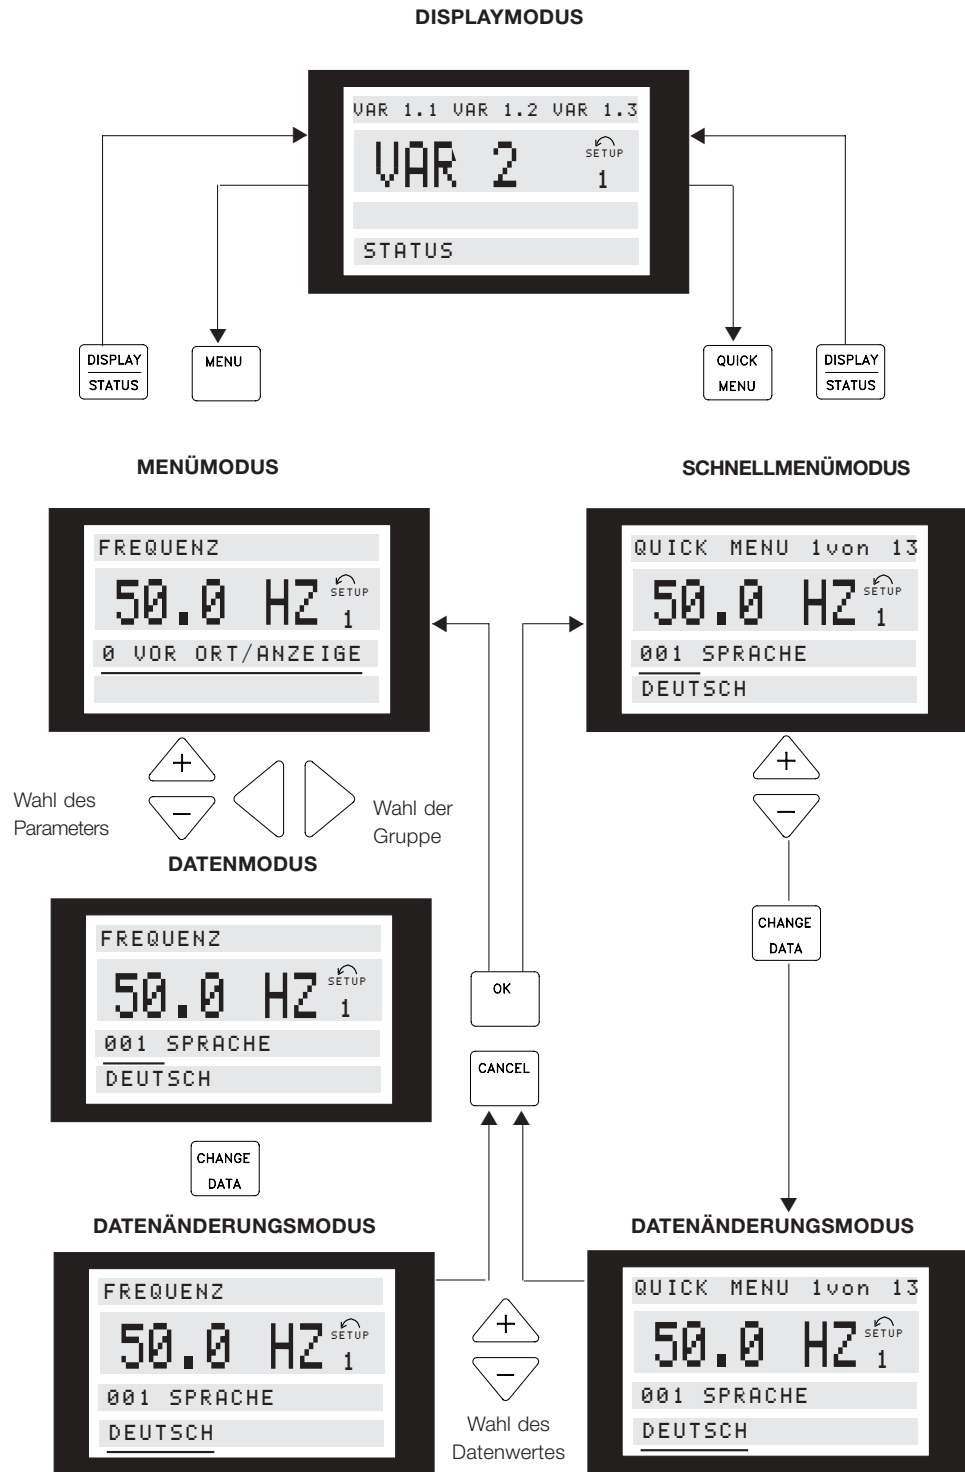 DISPLAYMODUS
VAR 1.1 VAR 1.2 VAR 1.3
VAR 2
SETUP
1
STATUS
DISPLAY
STATUS
MENU
QUICK
MENU
DISPLAY
STATUS
MENÜMODUS
FREQUENZ
50.0 HZ
SETUP
1
0 VOR ORT/ANZEIGE
SCHNELLMENÜMODUS
QUICK MENU 1von 13
50.0 HZ
SETUP
1
001 SPRACHE
DEUTSCH
+
-
Wahl des
Parameters
Wahl der
Gruppe
+
-
DATENMODUS
FREQUENZ
50.0 HZ
SETUP
1
001 SPRACHE
DEUTSCH
CHANGE
DATA
OK
CANCEL
CHANGE
DATA
DATENÄNDERUNGSMODUS
FREQUENZ
50.0 HZ
SETUP
1
001 SPRACHE
DEUTSCH
+
-
Wahl des
Datenwertes
DATENÄNDERUNGSMODUS
QUICK MENU 1von 13
50.0 HZ
SETUP
1
001 SPRACHE
DEUTSCH